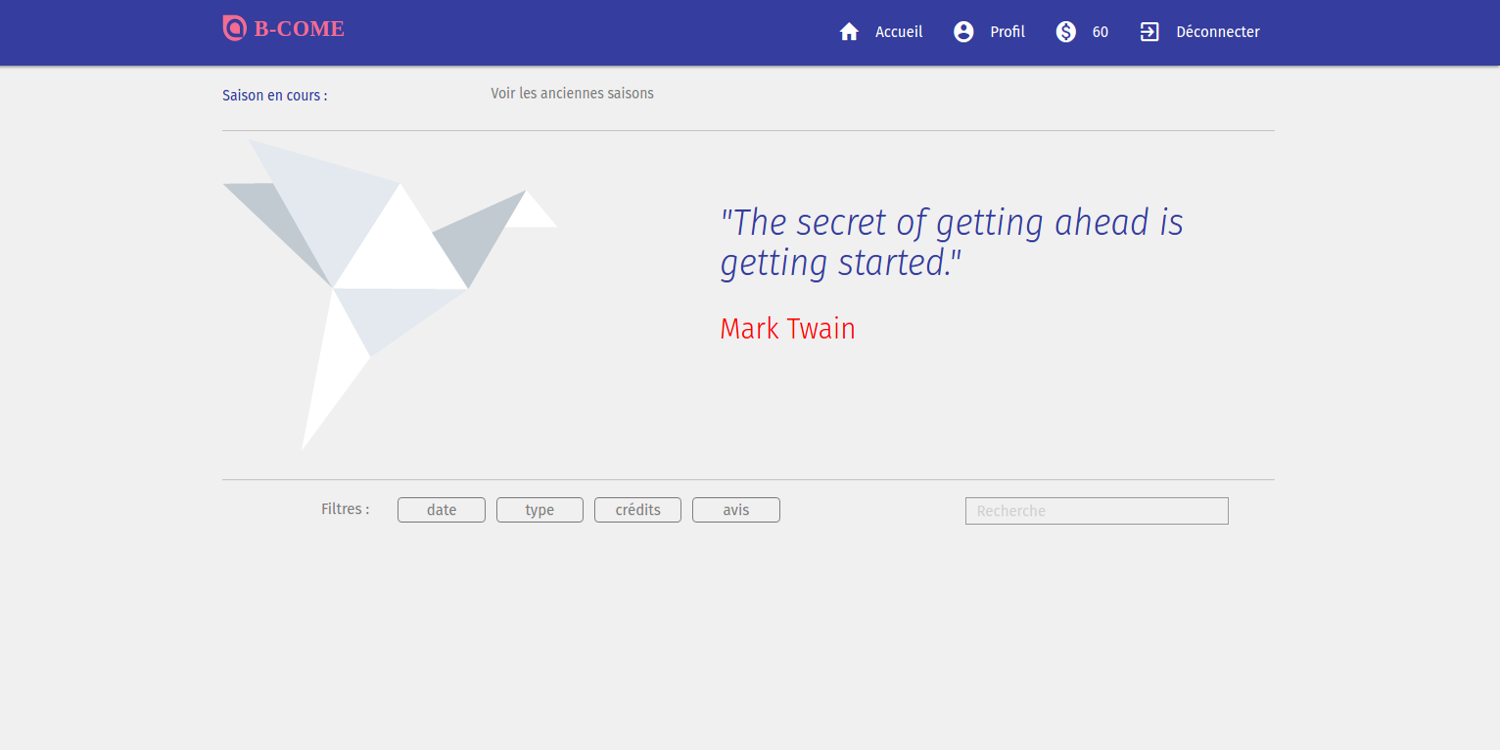 B-COME
Accueil
Profil
60
Déconnecter
Saison en cours :
Voir les anciennes saisons
"The secret of getting ahead is
getting started."
Mark Twain
Filtres :
date
type
crédits
avis
Recherche